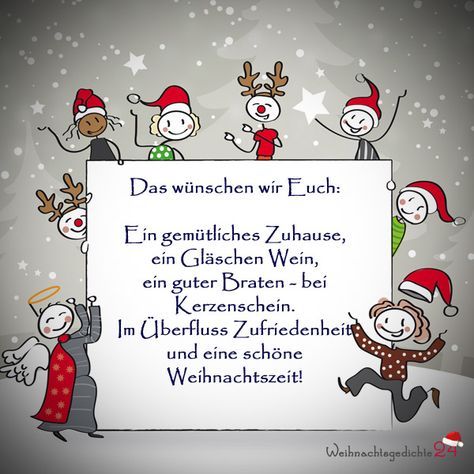 Das wünschen wir Euch:
Ein gemütliches Zuhause,
ein Gläschen Wein,
ein guter Braten - bei
Kerzenschein.
Im Überfluss Zufriedenheit
und eine schöne
Weihnachtszeit!
Weihnachtsgedichte24